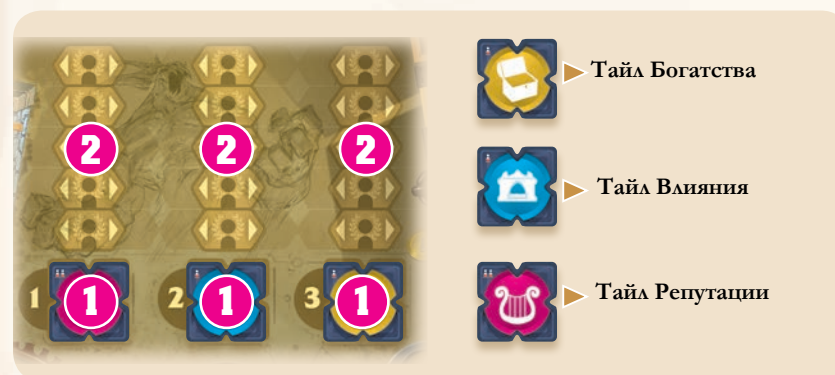 2 2 2
1 1 2 1 3 1
Тайл Богатства
Тайл Влияния
Тайл Репутации